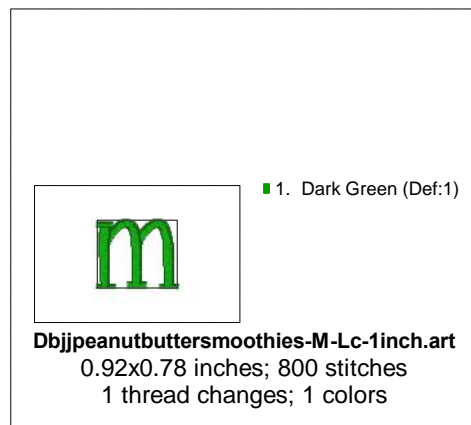 1. Dark Green (Def:1)
m
Dbjjpeanutbuttersmoothies-M-Lc-1inch.art
0.92x0.78 inches; 800 stitches
1 thread changes; 1 colors